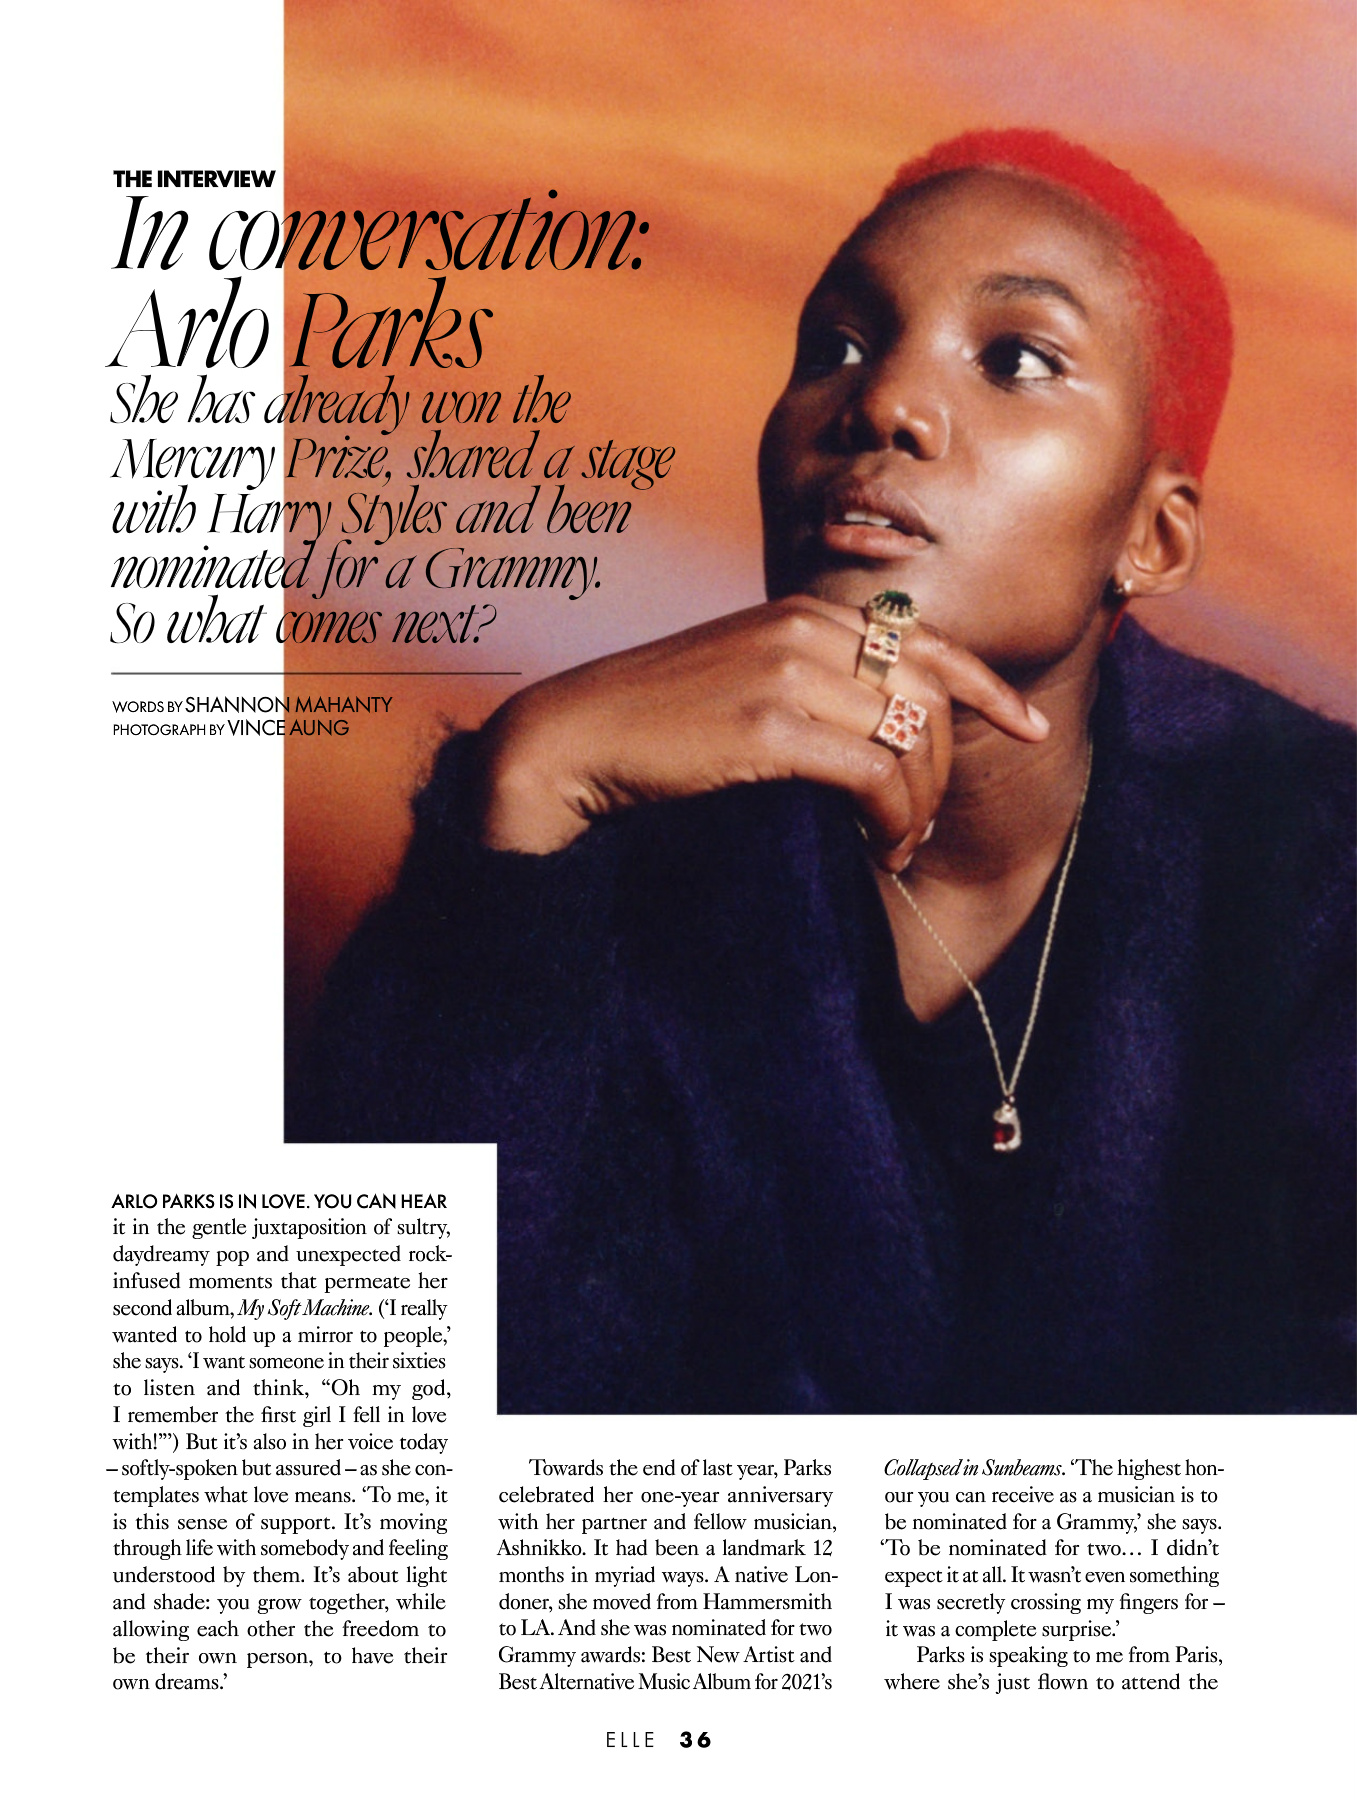 THE INTERVIEW
In conversation:
Arlo Parks
She has already won the
Mercury Prize, shared a stage
with Harry Styles and been
nominated for a Grammy.
So what comes next?
WORDS BY SHANNON MAHANTY
PHOTOGRAPH BY VINCE AUNG
ARLO PARKS IS IN LOVE. YOU CAN HEAR
it in the gentle juxtaposition of sultry,
daydreamy pop and unexpected rock-
infused moments that permeate her
second album, My Soft Machine. (‘I really
wanted to hold up a mirror to people,’
she says. ‘I want someone in their sixties
to listen and think, “Oh my god,
I remember the first girl I fell in love
with!”’) But it’s also in her voice today
– softly-spoken but assured – as she con-
templates what love means. ‘To me, it
is this sense of support. It’s moving
through life with somebody and feeling
understood by them. It’s about light
and shade: you grow together, while
allowing each other the freedom to
be their own person, to have their
own dreams.’
Towards the end of last year, Parks
celebrated her one-year anniversary
with her partner and fellow musician,
Ashnikko. It had been a landmark 12
months in myriad ways. A native Lon-
doner, she moved from Hammersmith
to LA. And she was nominated for two
Grammy awards: Best New Artist and
Best Alternative Music Album for 2021’s
Collapsed in Sunbeams. ‘The highest hon-
our you can receive as a musician is to
be nominated for a Grammy,’ she says.
‘To be nominated for two… I didn’t
expect it at all. It wasn’t even something
I was secretly crossing my fingers for –
it was a complete surprise.’
Parks is speaking to me from Paris,
where she’s just flown to attend the
ELLE 36